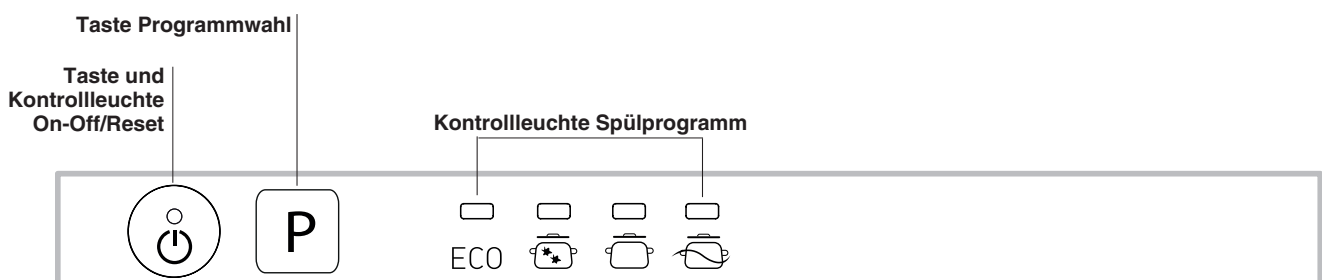 Taste Programmwahl
Taste und
Kontrollleuchte
On-Off/Reset
Kontrollleuchte Spülprogramm
P
ECO